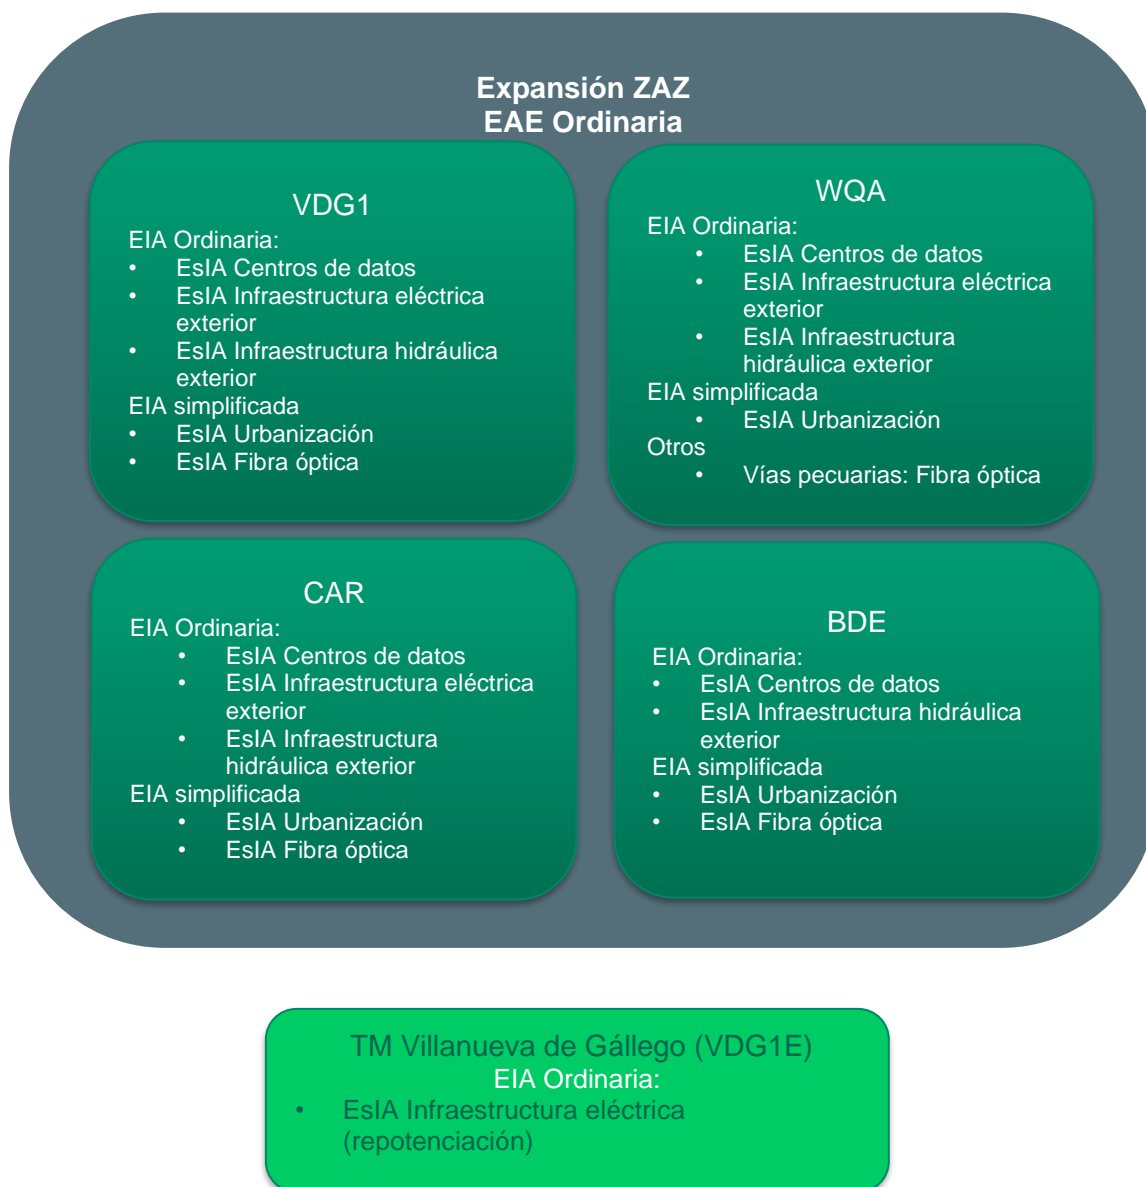 Expansión ZAZ
EAE Ordinaria
VDG1
EIA Ordinaria:
• EsIA Centros de datos
• EsIA Infraestructura eléctrica
exterior
• EsIA Infraestructura hidráulica
exterior
EIA simplificada
• EsIA Urbanización
• EsIA Fibra óptica
WQA
EIA Ordinaria:
• EsIA Centros de datos
• EsIA Infraestructura eléctrica
exterior
• EsIA Infraestructura
hidráulica exterior
EIA simplificada
• EsIA Urbanización
Otros
• Vías pecuarias: Fibra óptica
CAR
EIA Ordinaria:
• EsIA Centros de datos
• EsIA Infraestructura eléctrica
exterior
• EsIA Infraestructura
hidráulica exterior
EIA simplificada
• EsIA Urbanización
• EsIA Fibra óptica
BDE
EIA Ordinaria:
• EsIA Centros de datos
• EsIA Infraestructura hidráulica
exterior
EIA simplificada
• EsIA Urbanización
• EsIA Fibra óptica
TM Villanueva de Gállego (VDG1E)
EIA Ordinaria:
• EsIA Infraestructura eléctrica
(repotenciación)